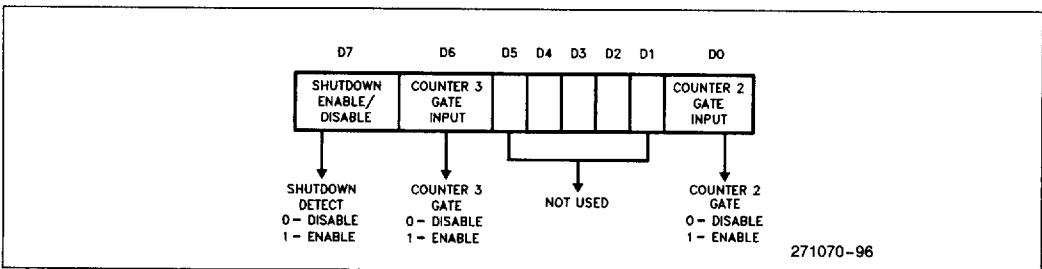 D7 D6 D5 D4 D3 D2 D1 D0
SHUTDOWN
ENABLE/
DISABLE
COUNTER 3
GATE
INPUT
COUNTER 2
GATE
INPUT
SHUTDOWN
DETECT
0 – DISABLE
1 – ENABLE
COUNTER 3
GATE
0 – DISABLE
1 – ENABLE
NOT USED
COUNTER 2
GATE
0 – DISABLE
1 – ENABLE
271070–96